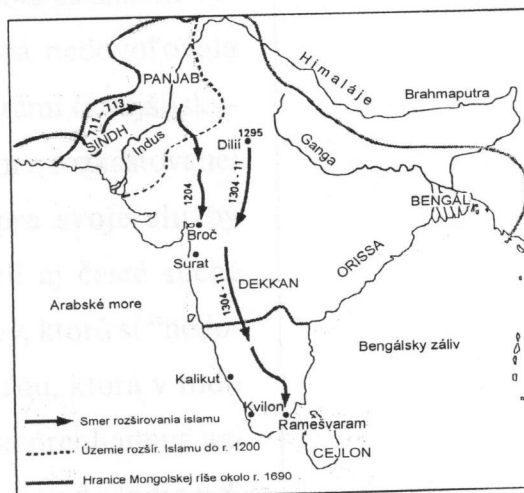 Himaláje
PANJAB
Brahmaputra
711 - 713
SINDH
Indus
1295
Dilií
Ganga
1204
1304 - 11
BENGÁL
Broč
Surat
ORISSA
DEKKAN
1304 - 11
Arabské more
Bengálsky záliv
Kalikut
Kvilon
Ramešvaram
CEJLON
Smer rozširovania islamu
Územie rozšír. Islamu do r. 1200
Hranice Mongolskej ríše okolo r. 1690